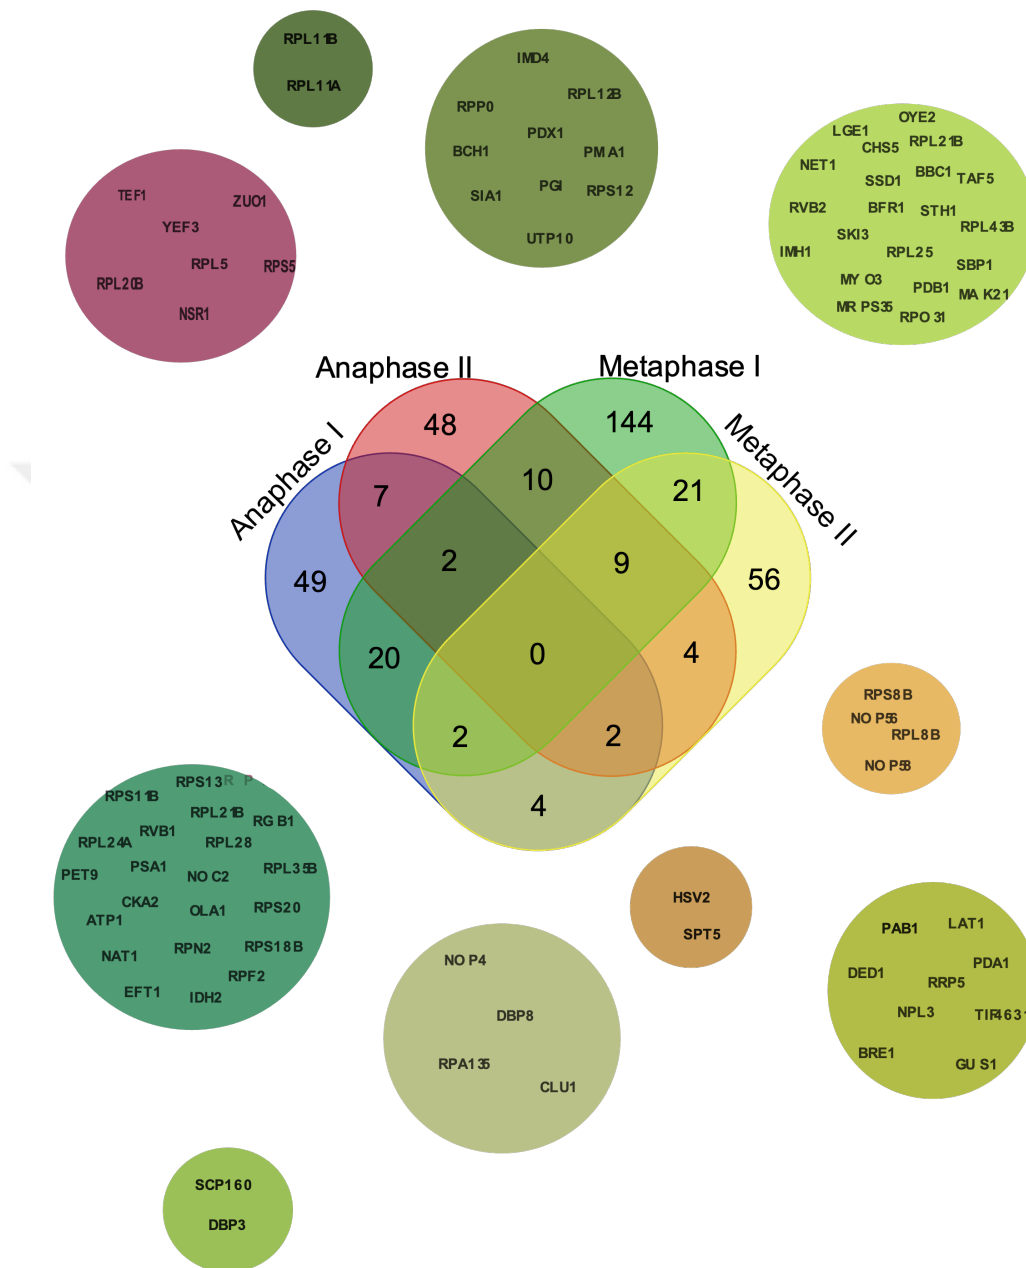 RPL11B
RPL11A
IMD4
RPL12B
RPP0
PDX1
BCH1
PMA1
PGI
SIA1
RPS12
UTP10
OYE2
LGE1
CHS5
RPL21B
NET1
BBC1
TAF5
SSD1
RVB2
BFR1
STH1
SKI3
RPL43B
IMH1
RPL25
SBP1
MYO3
PDB1
MAK21
MRPS35
RPO31
TEF1
ZUO1
YEF3
RPL5
RPS5
RPL20B
NSR1
Anaphase II
Metaphase I
Anaphase I
Metaphase II
48
144
7
10
21
49
2
9
56
20
0
4
2
2
4
RPS8B
NOP56
RPL8B
NOP58
RPS13R P
RPS11B
RPL21B
RGB1
RVB1
RPL24A
RPL28
PET9
PSA1
NOC2
RPL35B
CKA2
ATP1
OLA1
RPS20
NAT1
RPN2
RPS18B
RPF2
EFT1
IDH2
HSV2
SPT5
NOP4
DBP8
RPA135
CLU1
PAB1
LAT1
DED1
PDA1
RRP5
NPL3
TIF4631
BRE1
GUS1
SCP160
DBP3